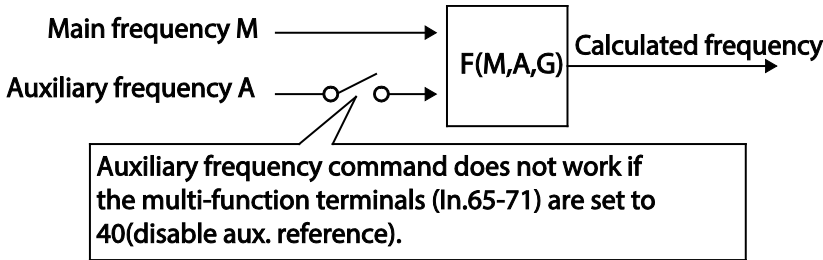 Main frequency M
Auxiliary frequency A
F(M,A,G)
Calculated frequency
Auxiliary frequency command does not work if
the multi-function terminals (In.65-71) are set to
40(disable aux. reference).